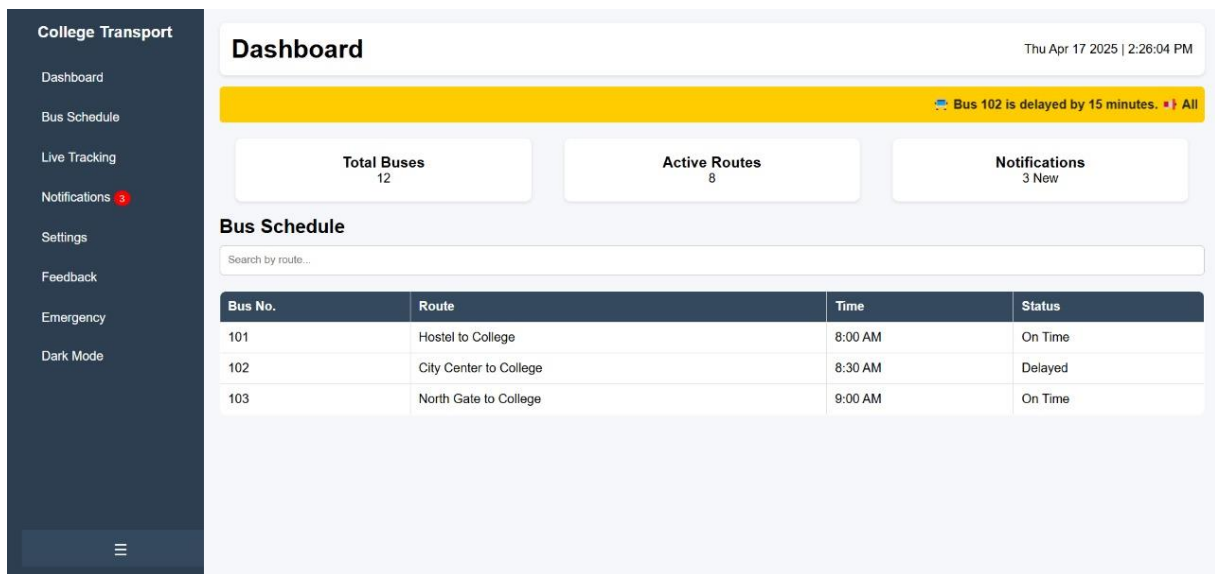 College Transport
Dashboard
Bus Schedule
Live Tracking
Notifications 3
Settings
Feedback
Emergency
Dark Mode
Dashboard
Thu Apr 17 2025 | 2:26:04 PM
Bus 102 is delayed by 15 minutes. All
Total Buses
12
Active Routes
8
Notifications
3 New
Bus Schedule
Search by route...
Bus No. Route Time Status
101 Hostel to College 8:00 AM On Time
102 City Center to College 8:30 AM Delayed
103 North Gate to College 9:00 AM On Time